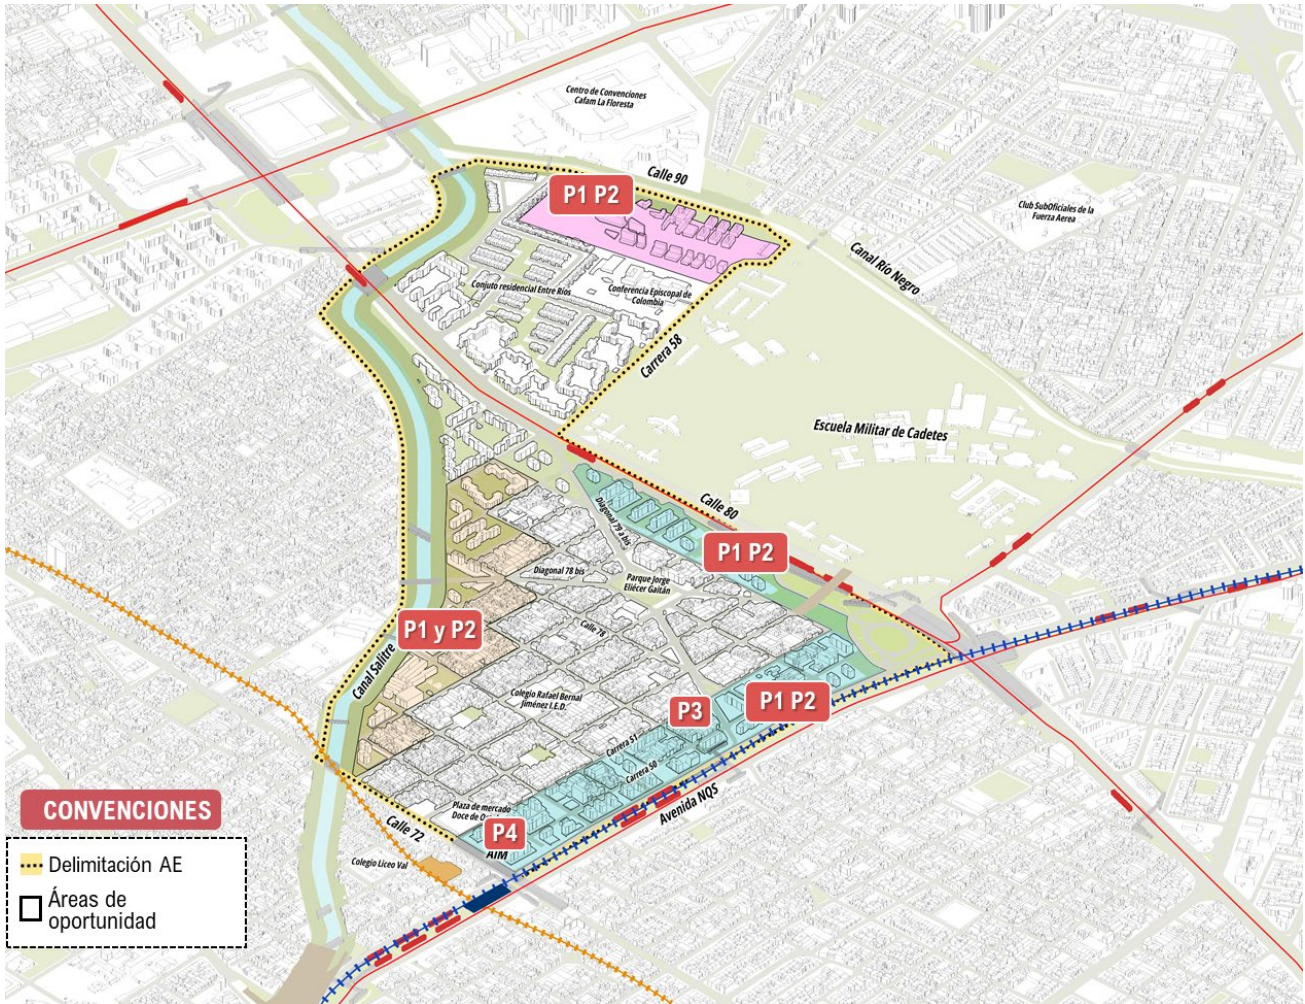 Centro de Convenciones
Cafam La Floresta
Calle 90
P1 P2
Club SubOficiales de la
Fuerza Aerea
Canal Río Negro
Conjuto residencial Entre Ríos
Conferencia Episcopal de
Colombia
Carrera 58
Escuela Militar de Cadetes
Calle 80
Diagonal 79 a bis
P1 P2
Diagonal 78 bis
Parque Jorge
Eliécer Gaitán
P1 y P2
Calle 78
Canal Salitre
Colegio Rafael Bernal
Jiménez I.E.D.
P3
P1 P2
Carrera 51
Carrera 50
Avenida NQS
Plaza de mercado
Doce de
P4
AIM
Calle 72
Colegio Liceo Val
CONVENCIONES
Delimitación AE
Áreas de
oportunidad